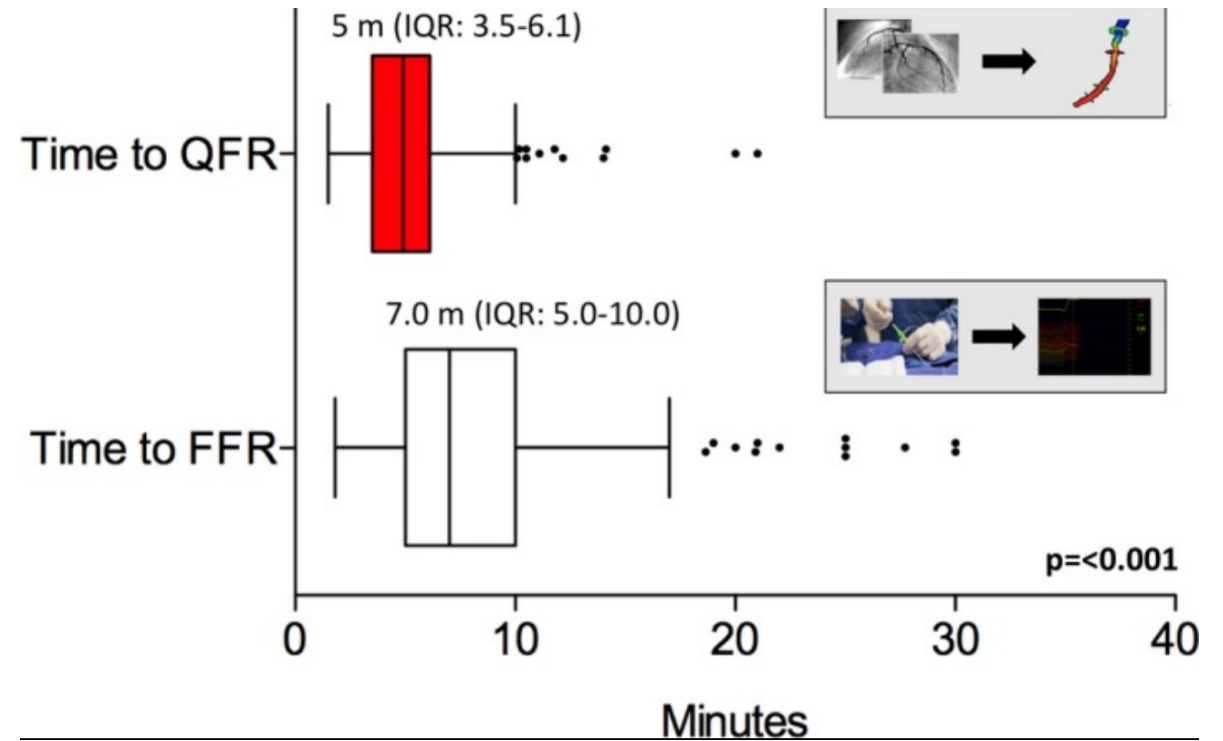 5 m (IQR: 3.5-6.1)
Time to QFR
7.0 m (IQR: 5.0-10.0)
Time to FFR
p=<0.001
0 10 20 30 40
Minutes